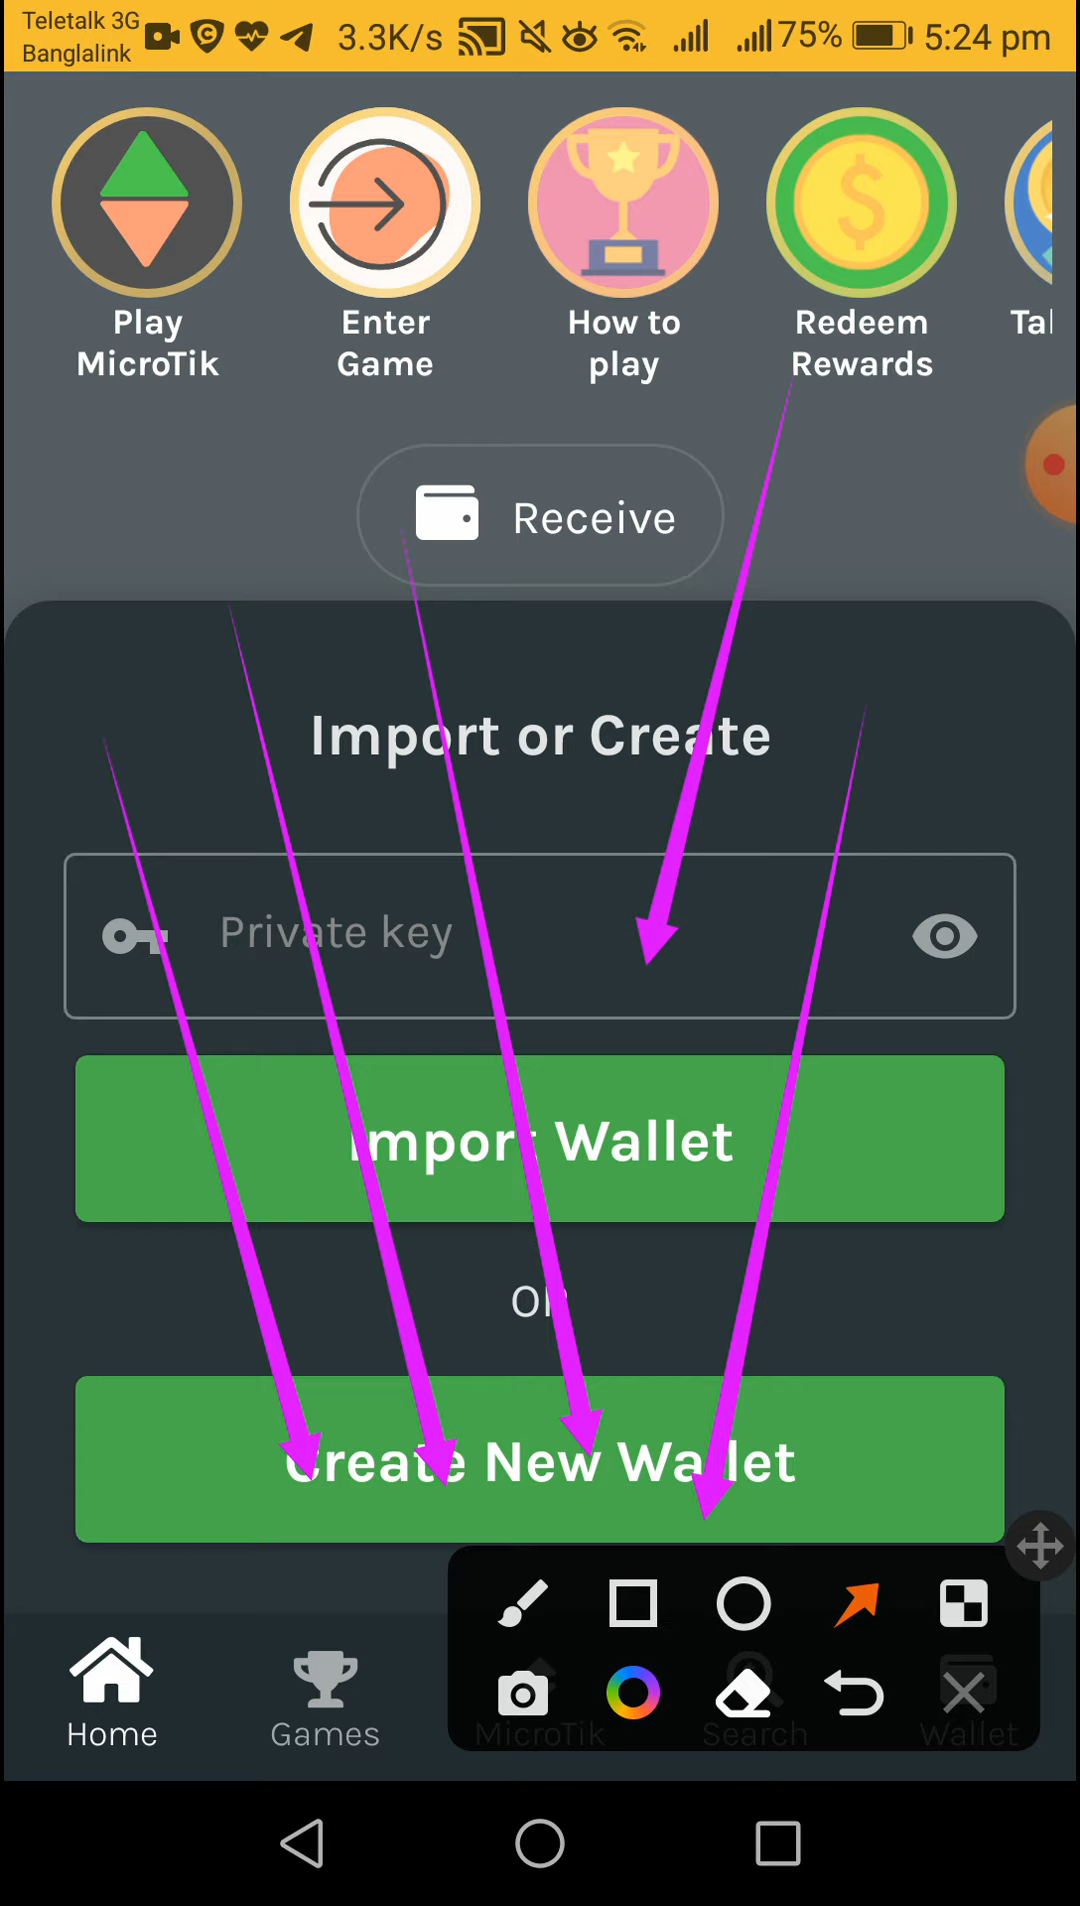 Teletalk 3G
Banglalink
3.3K/s
75%
5:24 pm
Play
MicroTik
Enter
Game
How to
play
Redeem
Rewards
Receive
Import or Create
Private key
Import Wallet
or
Create New Wallet
Home
Games
MicroTik
Search
Wallet